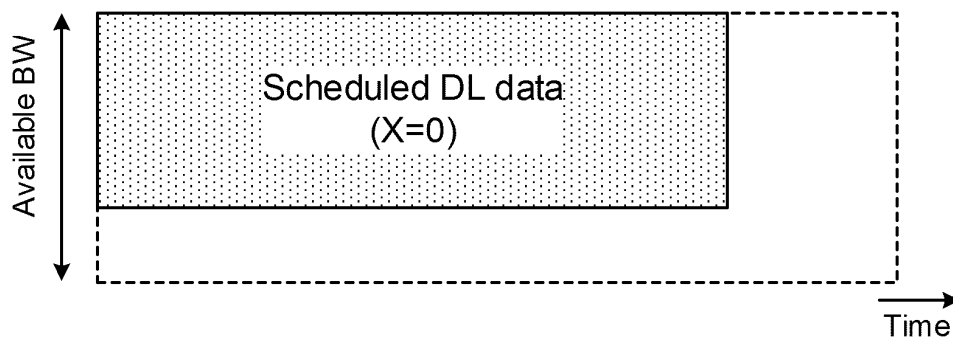 Available BW
Scheduled DL data
(X=0)
Time